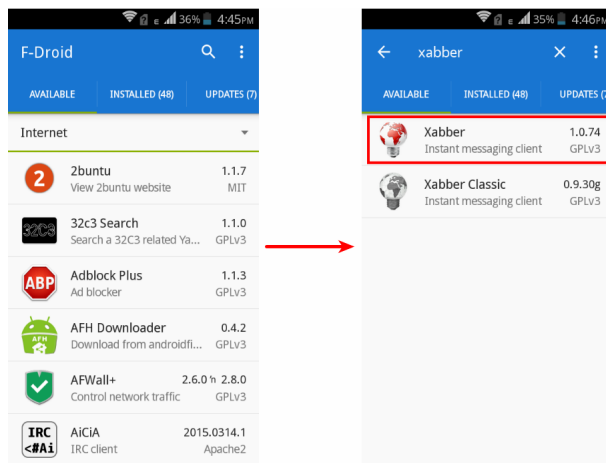 36% 4:45PM
F-Droid
AVAILABLE INSTALLED (48) UPDATES (7)
Internet
2
2buntu 1.1.7
View 2buntu website MIT
32C3
32c3 Search 1.1.0
Search a 32C3 related Ya... GPLv3
ABP
Adblock Plus 1.1.3
Ad blocker GPLv3
AFH
AFH Downloader 0.4.2
Download from androidfi... GPLv3
AFWall+ 2.6.0 → 2.8.0
Control network traffic GPLv3
IRC
<#Ai
AiCiA 2015.0314.1
IRC client Apache2
35% 4:46PM
xabber
AVAILABLE INSTALLED (48) UPDATES (7
Xabber 1.0.74
Instant messaging client GPLv3
Xabber Classic 0.9.30g
Instant messaging client GPLv3